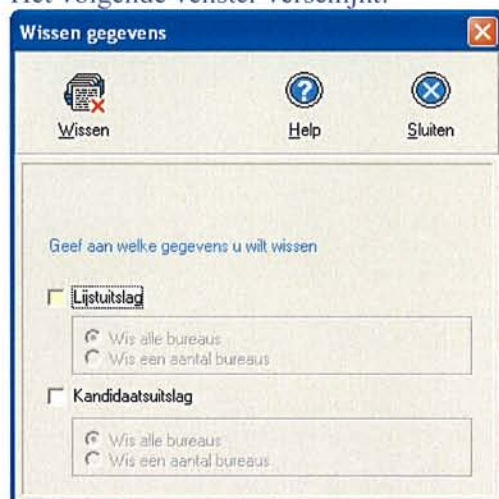 Het volgende venster verschijnt:
Wissen gegevens
Wissen Help Sluiten
Geef aan welke gegevens u wilt wissen
Lijstuitslag
Wis alle bureaus
Wis een aantal bureaus
Kandidaatsuitslag
Wis alle bureaus
Wis een aantal bureaus